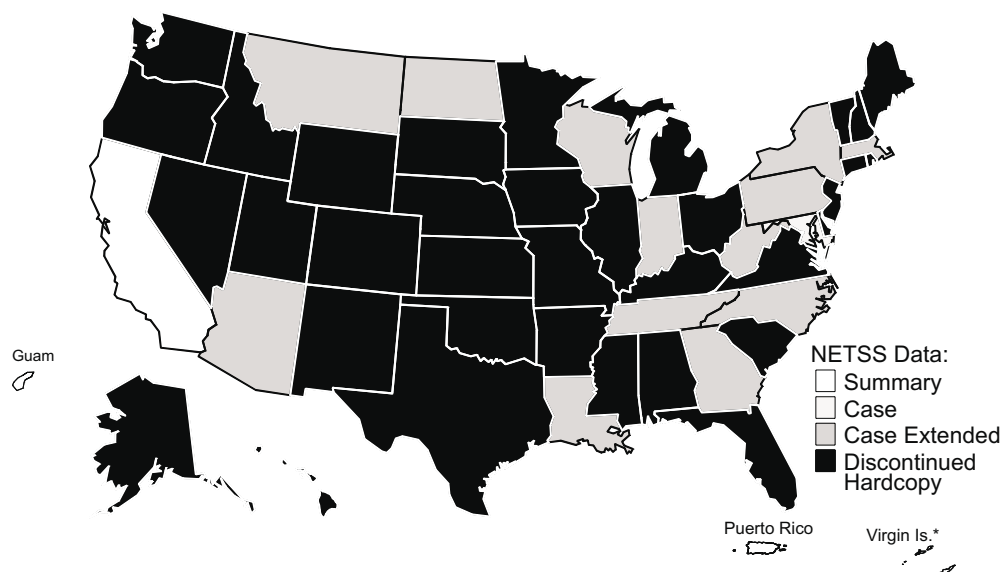 Guam
NETSS Data:
Summary
Case
Case Extended
Discontinued
Hardcopy
Puerto Rico
Virgin Is.*